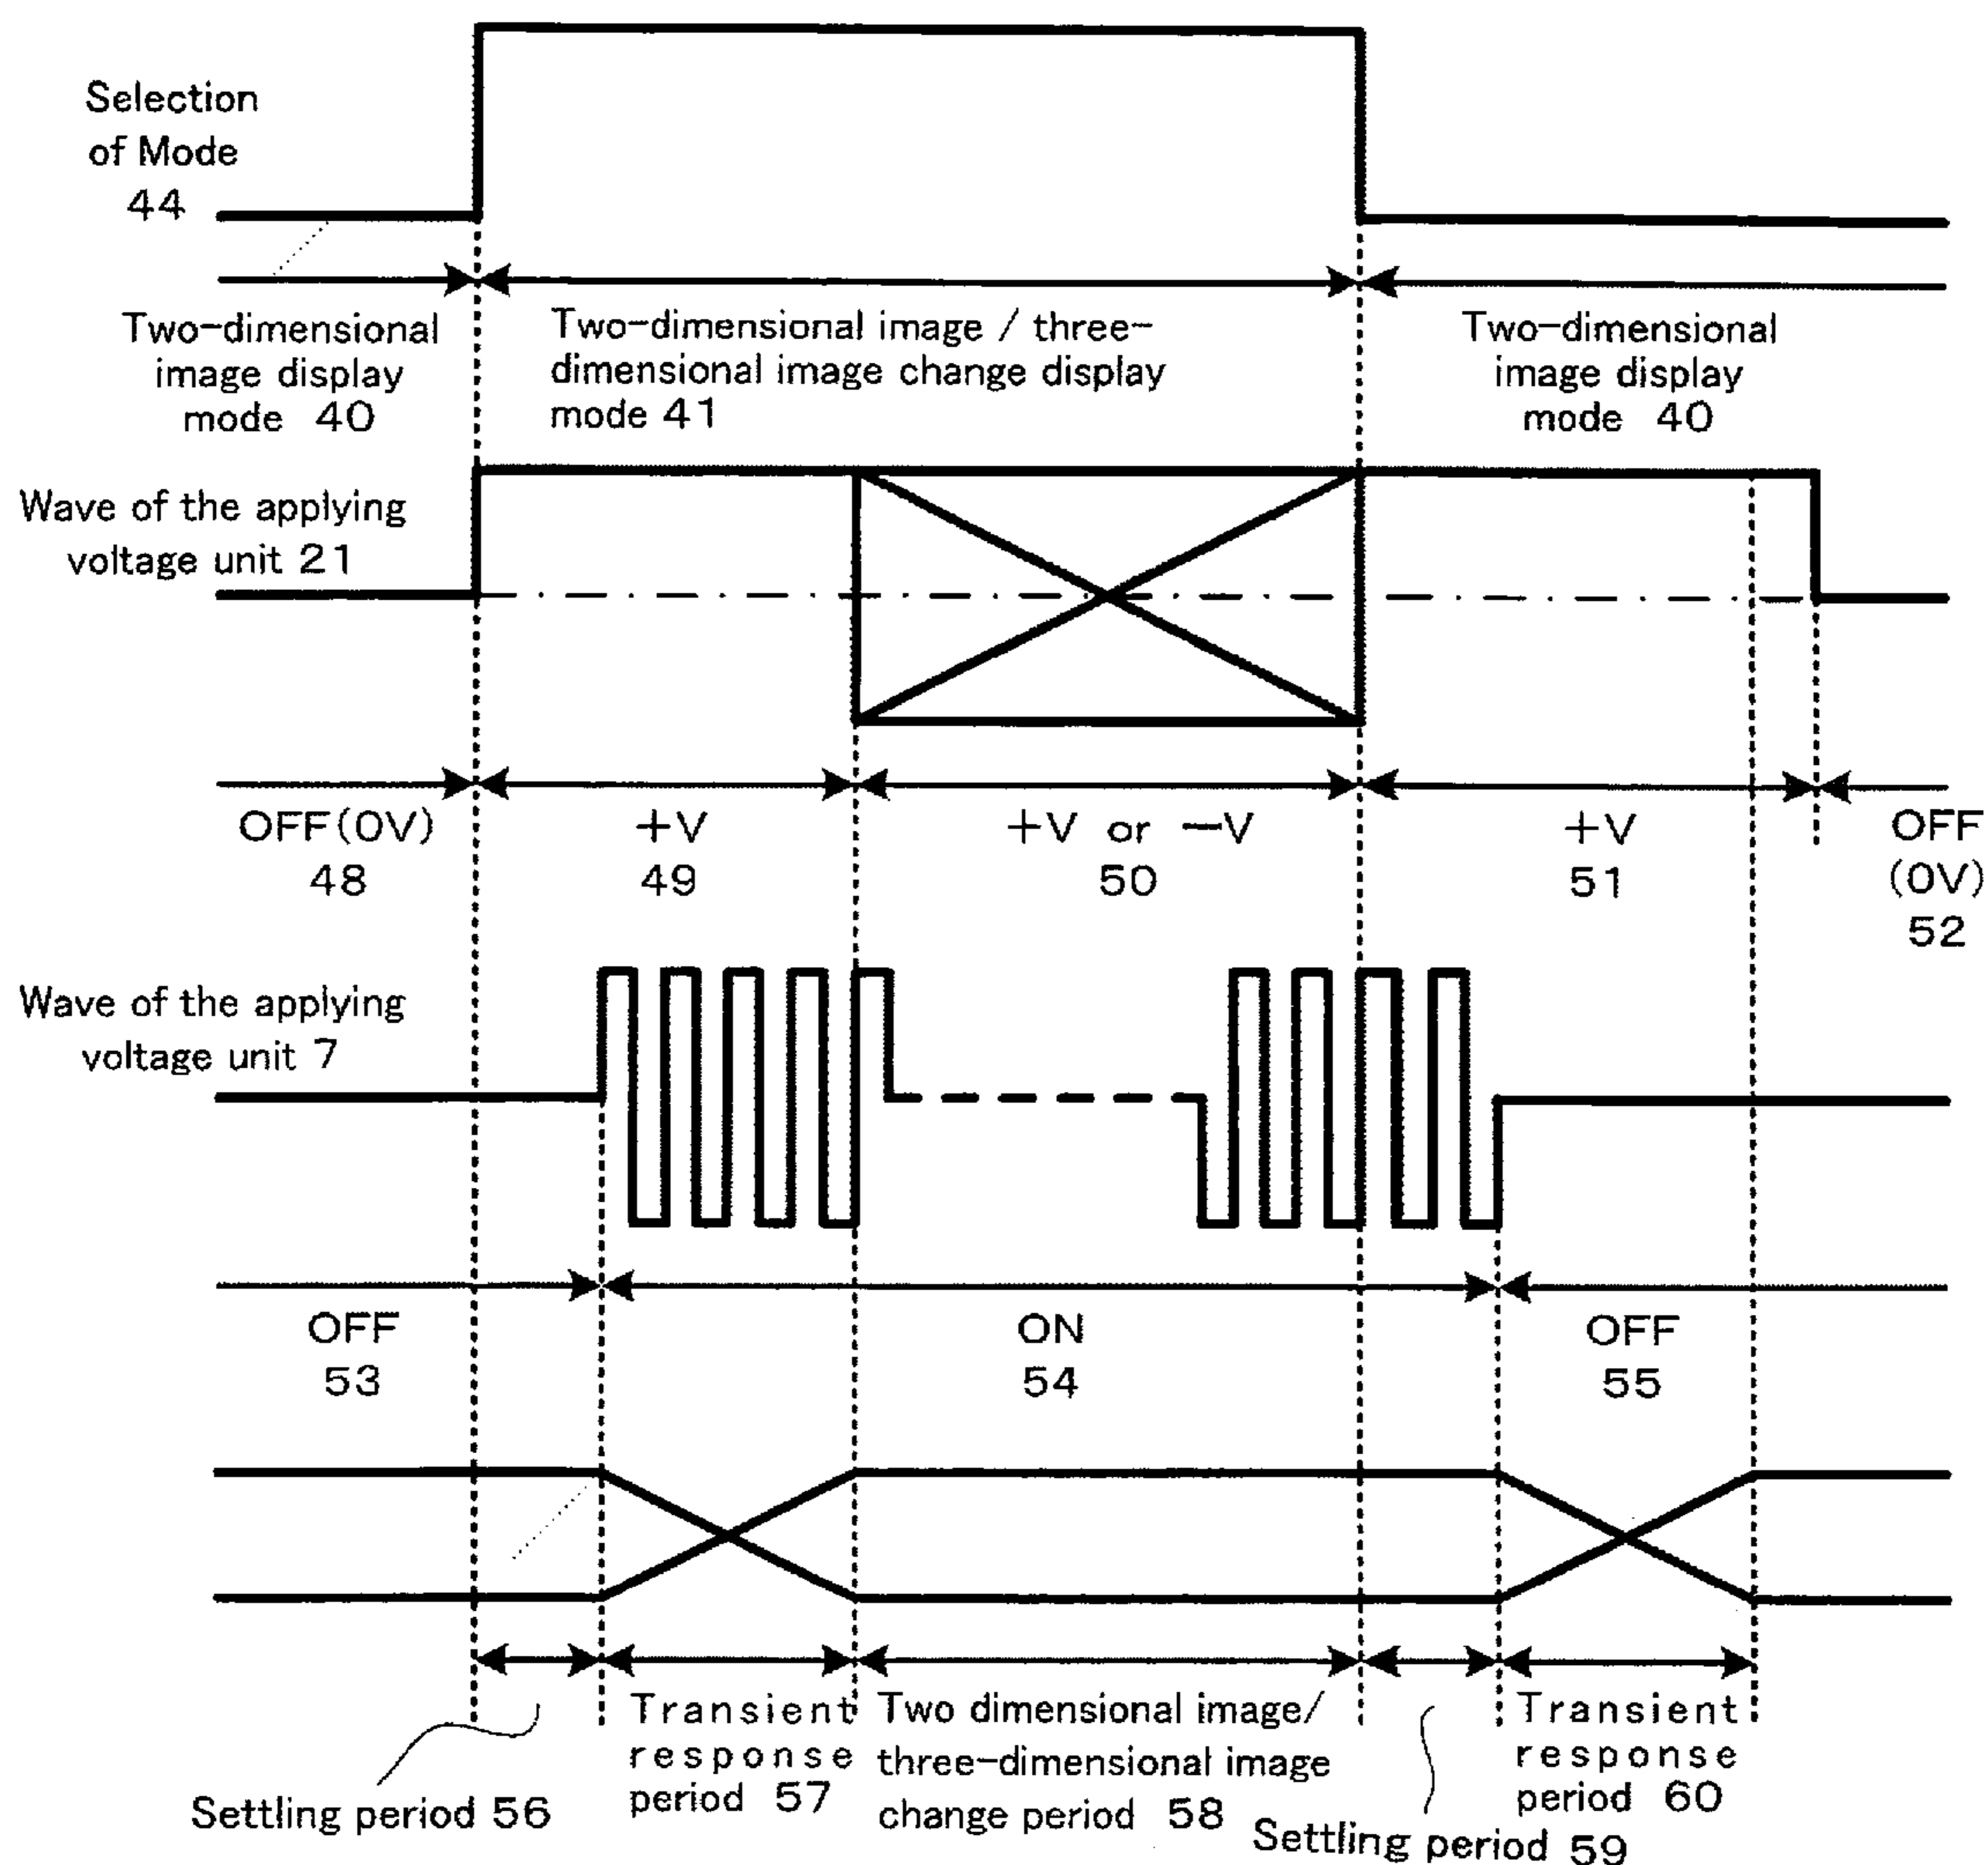 Selection
of Mode
44
Two-dimensional
image display
mode 40
Two-dimensional image / three-
dimensional image change display
mode 41
Two-dimensional
image display
mode 40
Wave of the applying
voltage unit 21
OFF(0V)
48
+V
49
+V or -V
50
+V
51
OFF
(0V)
52
Wave of the applying
voltage unit 7
OFF
53
ON
54
OFF
55
Settling period 56
Transient
response
period 57
Two dimensional image/
three-dimensional image
change period 58
Settling period 59
Transient
response
period 60